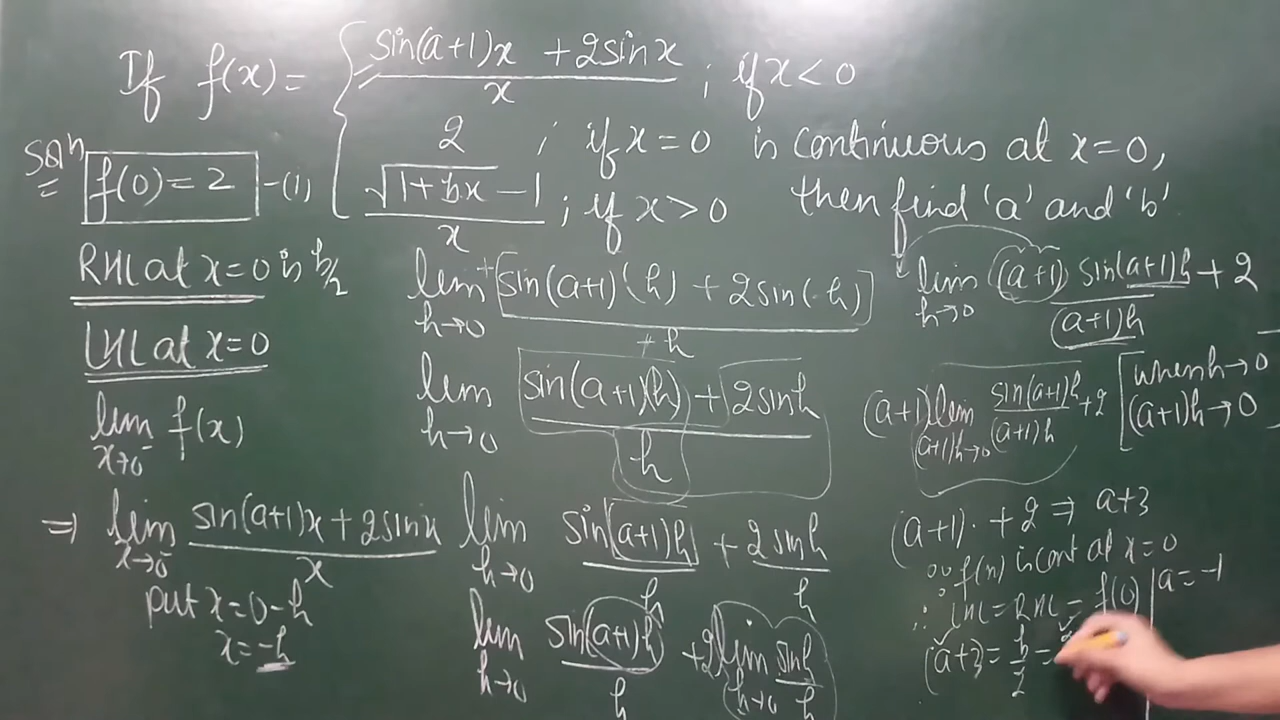 If f(x) = { sin(a+1)x + 2sinx / x ; if x < 0
2 ; if x = 0 is continuous at x=0,
√1+bx − 1 / x ; if x > 0 then find 'a' and 'b'
Solⁿ f(0) = 2 -(1)
RHL at x=0 is b/2
LHL at x=0
lim x→0⁻ f(x)
⇒ lim x→0⁻ sin(a+1)x + 2sinx / x
put x = 0-h
x = -h
lim h→0 + [sin(a+1)(h) + 2sin(h)] / +h
lim h→0 sin(a+1)(h) + 2sinh / h
lim h→0 sin(a+1)h / h + 2sinh / h
lim h→0 sin(a+1)h / h + 2 lim h→0 sinh / h
lim h→0 (a+1) sin(a+1)h / (a+1)h + 2
(a+1) lim (a+1)h→0 sin(a+1)h / (a+1)h + 2 [when h→0
(a+1)h→0
(a+1)· + 2 ⇒ a+3
∵ f(x) is cont at x=0
∴ LHL = RHL = f(0) | a = -1
(a+3) = b/2 = 2